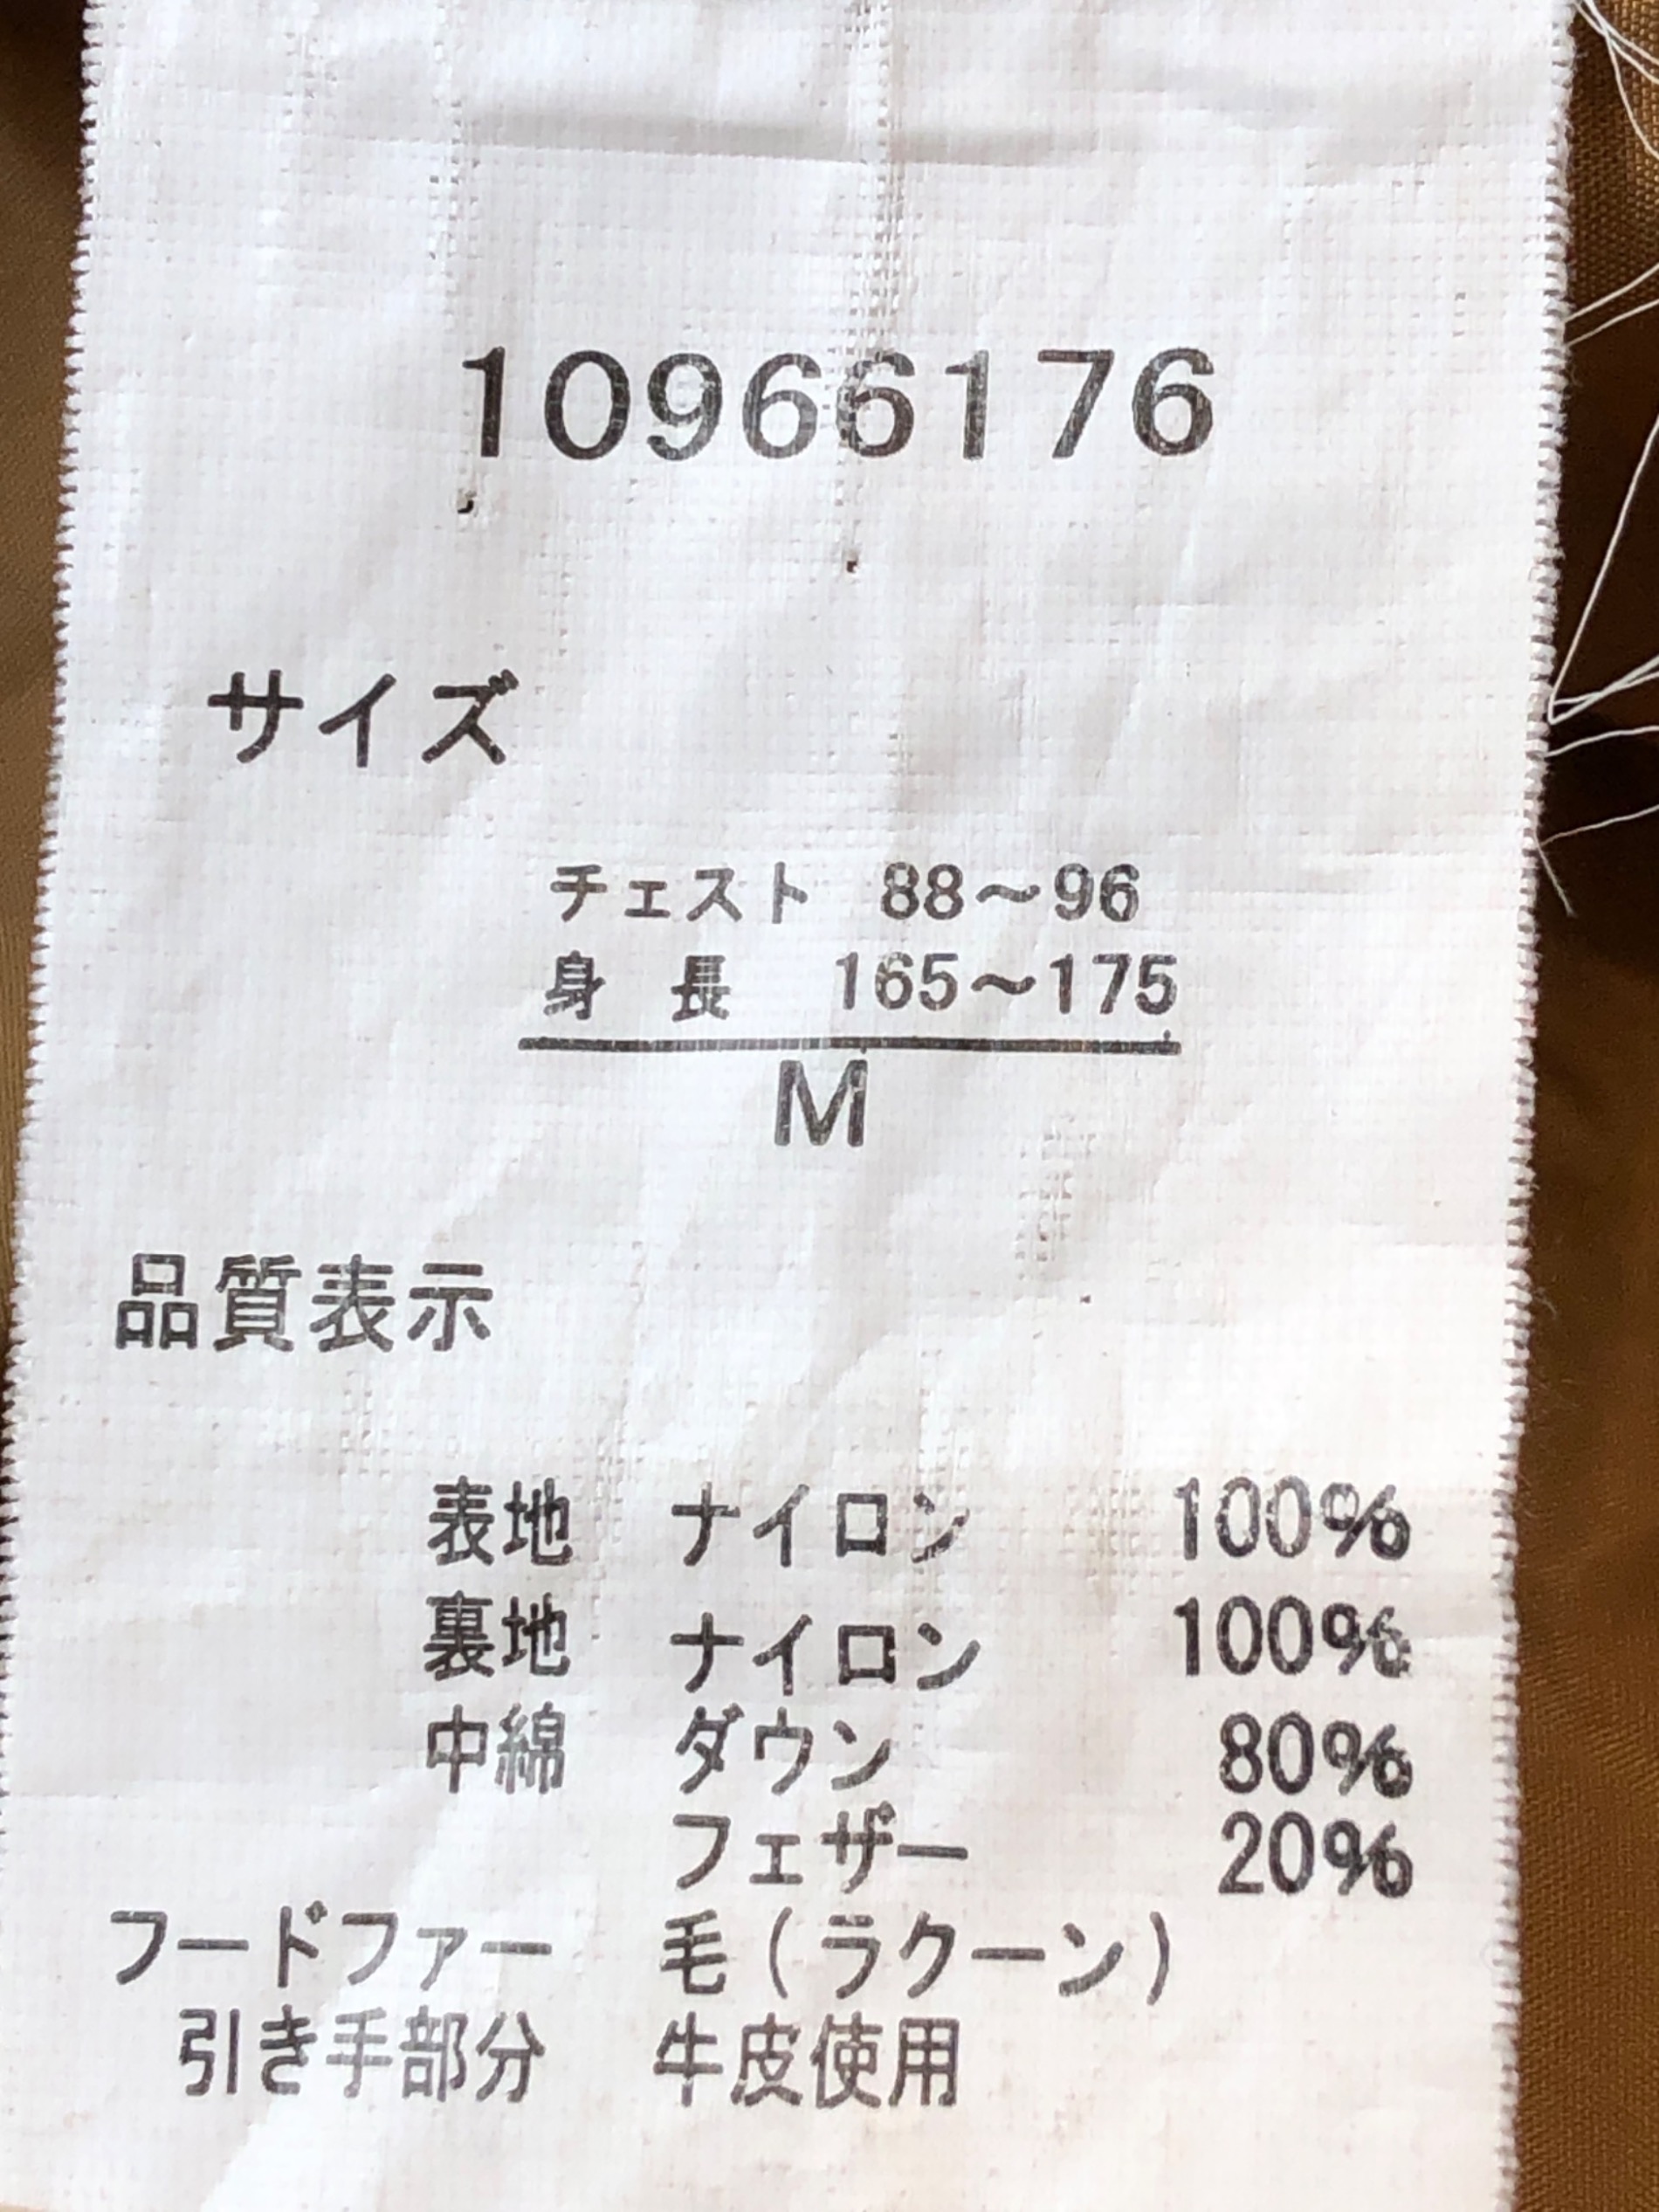 10966176
サイズ
チェスト 88～96
身 長 165～175
M
品質表示
表地 ナイロン 100%
裏地 ナイロン 100%
中綿 ダウン 80%
フェザー 20%
フードファー 毛(ラクーン)
引き手部分 牛皮使用